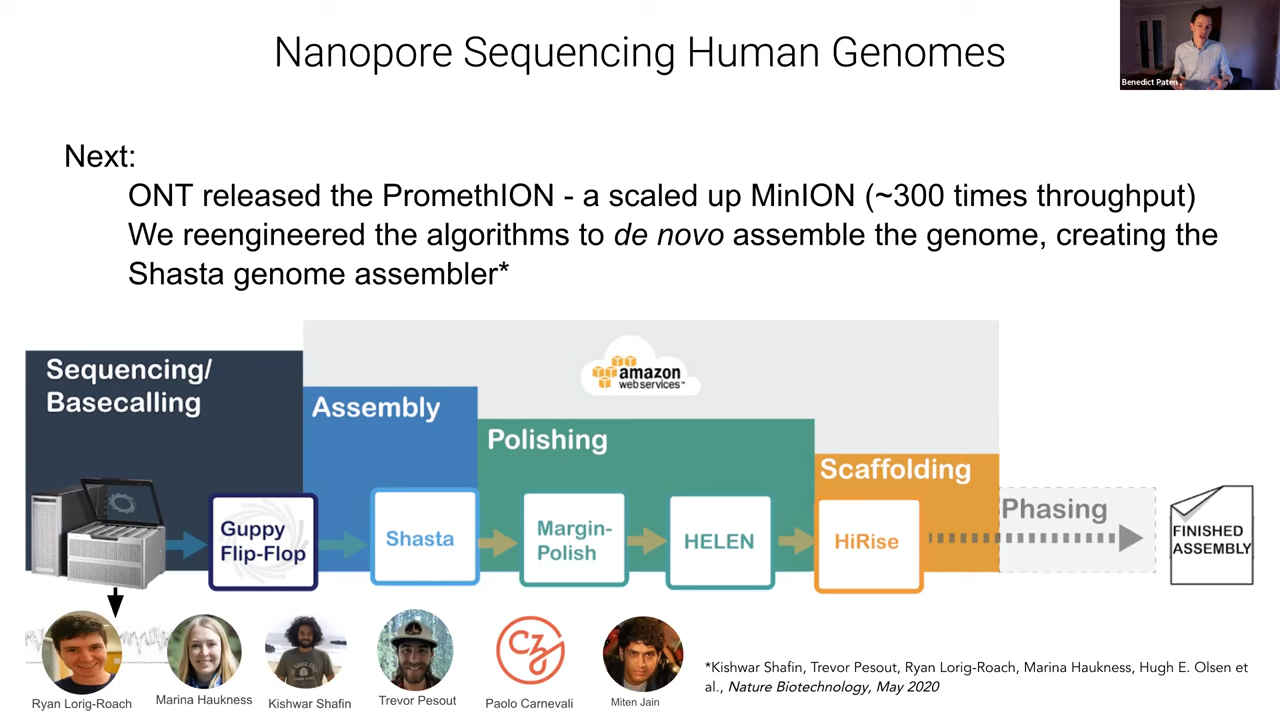 Nanopore Sequencing Human Genomes
Benedict Paten
Next:
ONT released the PromethION - a scaled up MinION (~300 times throughput)
We reengineered the algorithms to de novo assemble the genome, creating the
Shasta genome assembler*
Sequencing/
Basecalling
Assembly
Polishing
Scaffolding
Phasing
amazon
web services™
Guppy
Flip-Flop
Shasta
Margin-
Polish
HELEN
HiRise
FINISHED
ASSEMBLY
CZ
Ryan Lorig-Roach
Marina Haukness
Kishwar Shafin
Trevor Pesout
Paolo Carnevali
Miten Jain
*Kishwar Shafin, Trevor Pesout, Ryan Lorig-Roach, Marina Haukness, Hugh E. Olsen et
al., Nature Biotechnology, May 2020